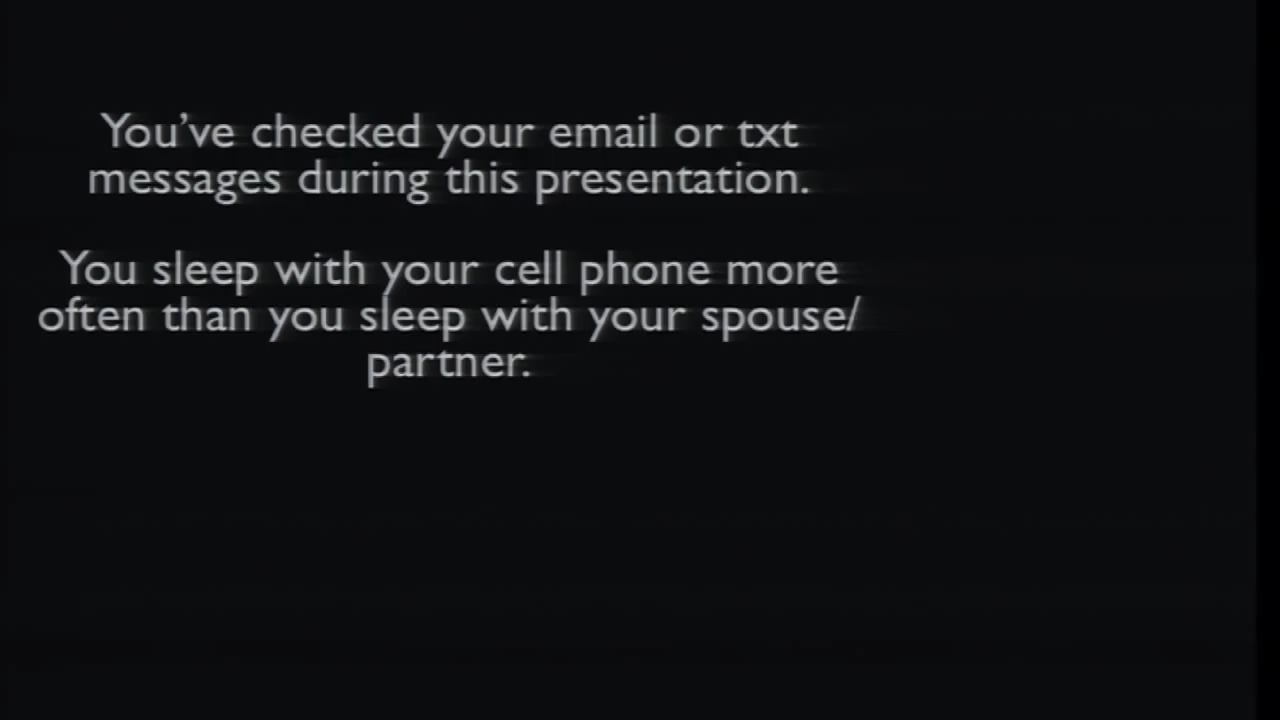 You've checked your email or txt
messages during this presentation.
You sleep with your cell phone more
often than you sleep with your spouse/
partner.